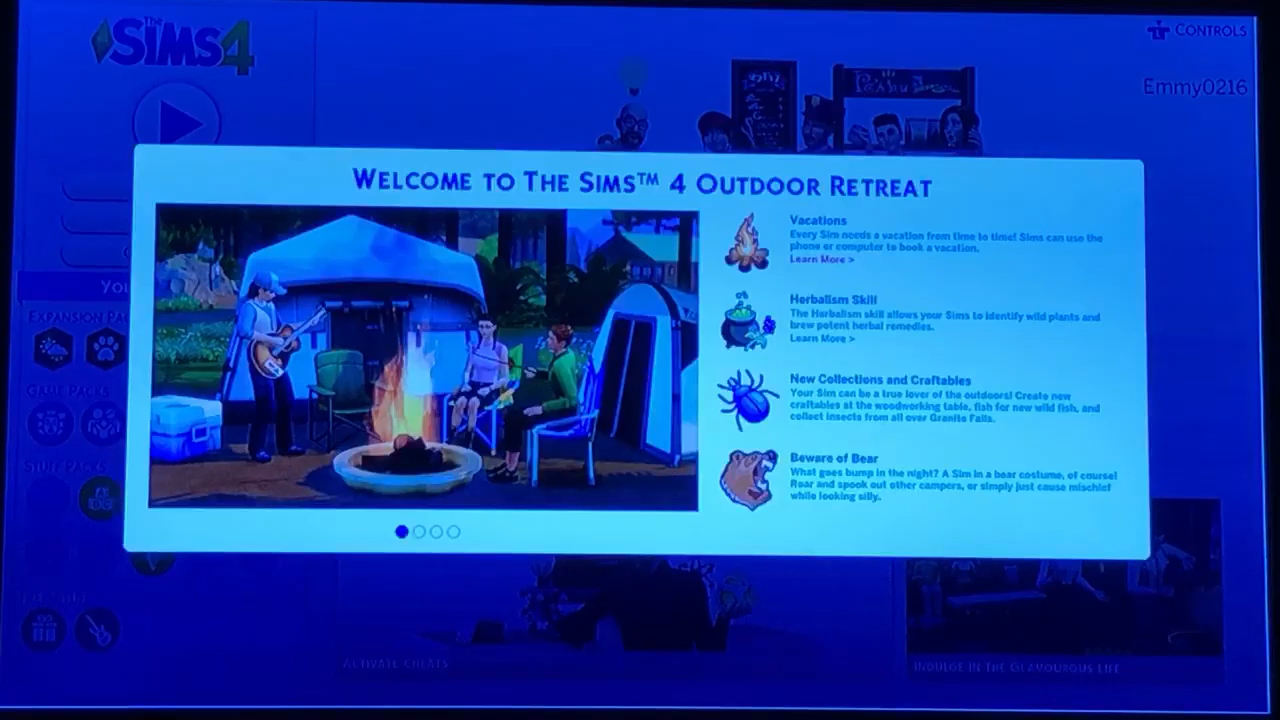 THE SIMS 4
CONTROLS
Emmy0216
WELCOME TO THE SIMS™ 4 OUTDOOR RETREAT
Vacations
Every Sim needs a vacation from time to time! Sims can use the
phone or computer to book a vacation.
Learn More >
Herbalism Skill
The Herbalism skill allows your Sims to identify wild plants and
brew potent herbal remedies.
Learn More >
New Collections and Craftables
Your Sim can be a true lover of the outdoors! Create new
craftables at the woodworking table, fish for new wild fish, and
collect insects from all over Granite Falls.
Beware of Bear
What goes bump in the night? A Sim in a bear costume, of course!
Roar and spook out other campers, or simply just cause mischief
while looking silly.
EXPANSION PA
GAME PACKS
STUFF PACKS
ACTIVATE CHEATS
INDULGE IN THE GLAMOUROUS LIFE